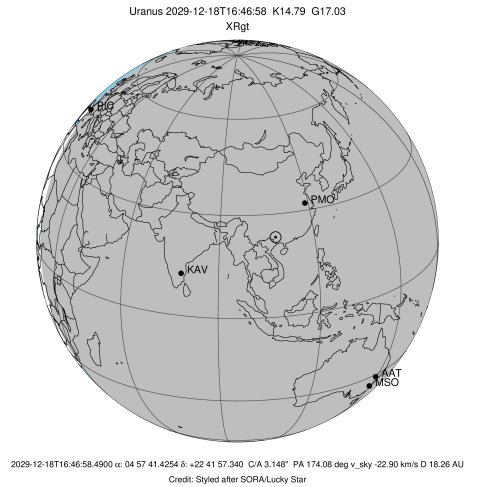 Uranus 2029-12-18T16:46:58 K14.79 G17.03
XRgt
PIC
PMO
KAV
AAT
MSO
2029-12-18T16:46:58.4900 α: 04 57 41.4254 δ: +22 41 57.340 C/A 3.148" PA 174.08 deg v_sky -22.90 km/s D 18.26 AU
Credit: Styled after SORA/Lucky Star